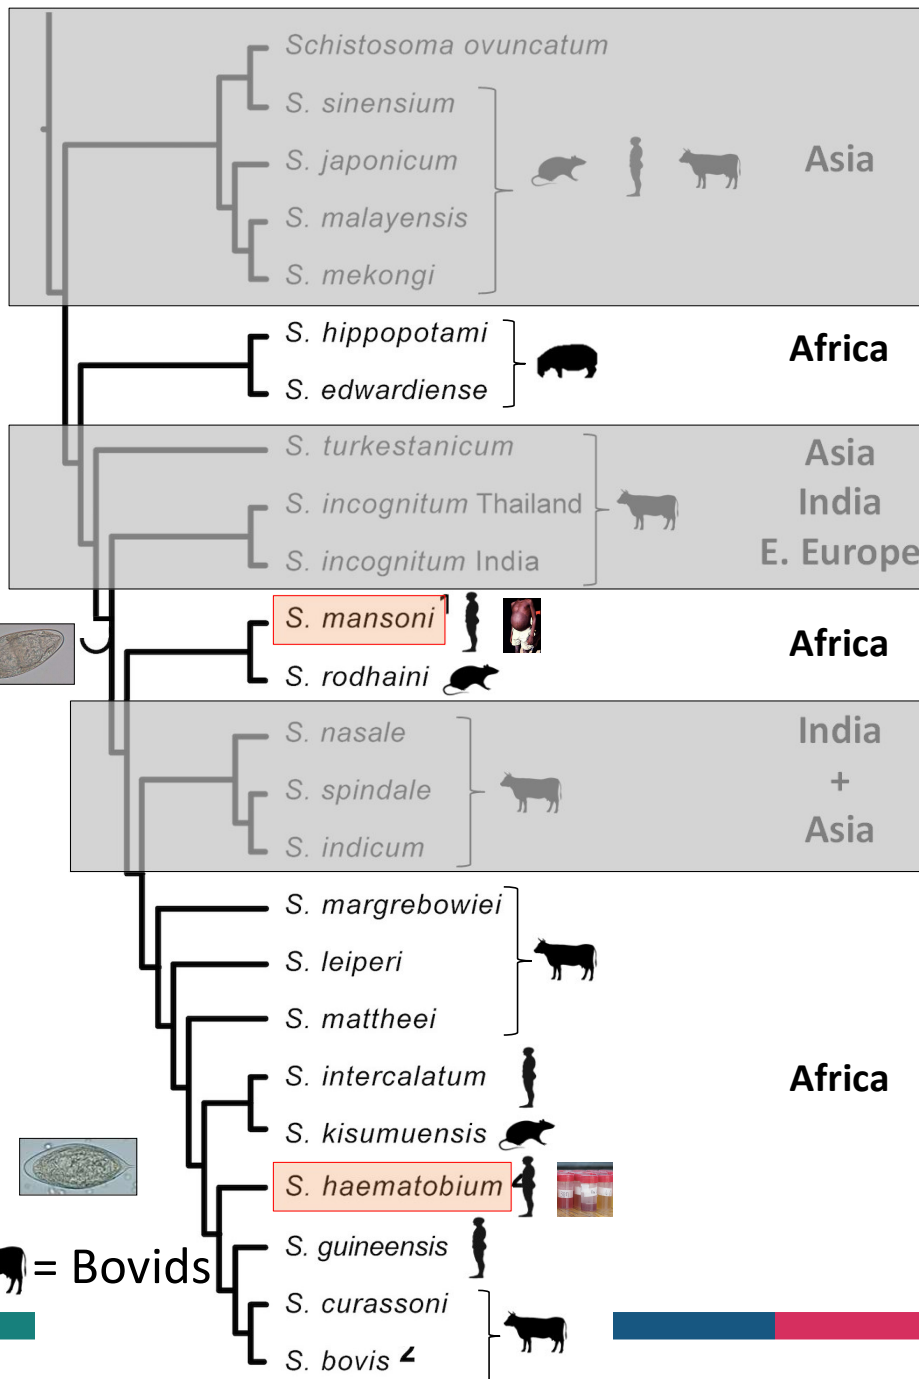 Schistosoma ovuncatum
S. sinensium
S. japonicum
Asia
S. malayensis
S. mekongi
S. hippopotami
Africa
S. edwardiense
S. turkestanicum
Asia
S. incognitum Thailand
India
S. incognitum India
E. Europe
S. mansoni
Africa
S. rodhaini
S. nasale
India
S. spindale
+
S. indicum
Asia
S. margrebowiei
S. leiperi
S. mattheei
S. intercalatum
Africa
S. kisumuensis
S. haematobium
S. guineensis
= Bovids
S. curassoni
S. bovis